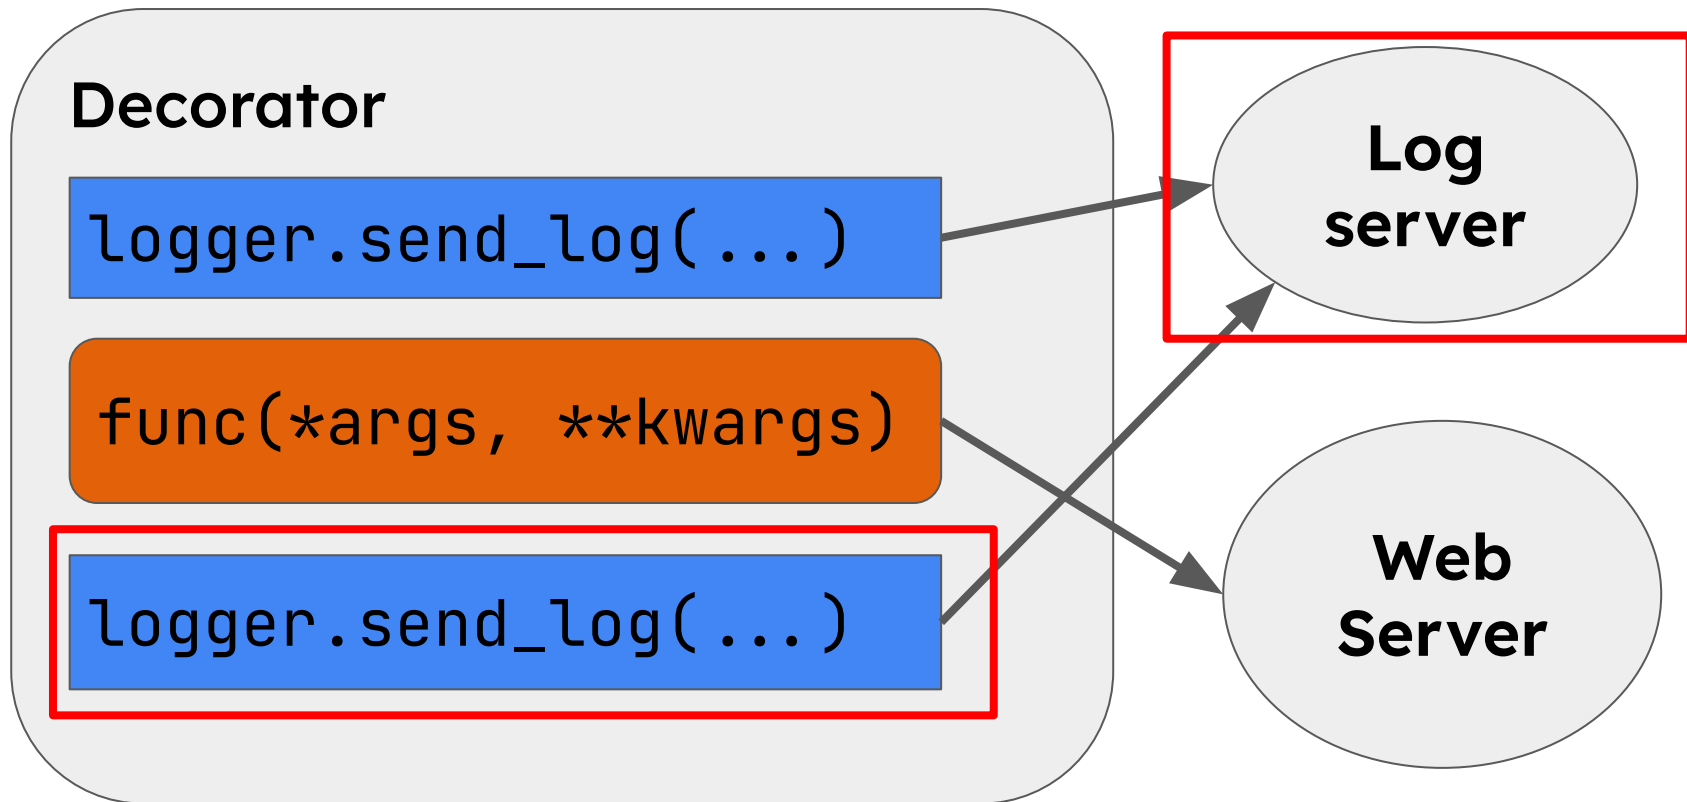 Decorator
logger.send_log(...)
func(*args, **kwargs)
logger.send_log(...)
Log
server
Web
Server